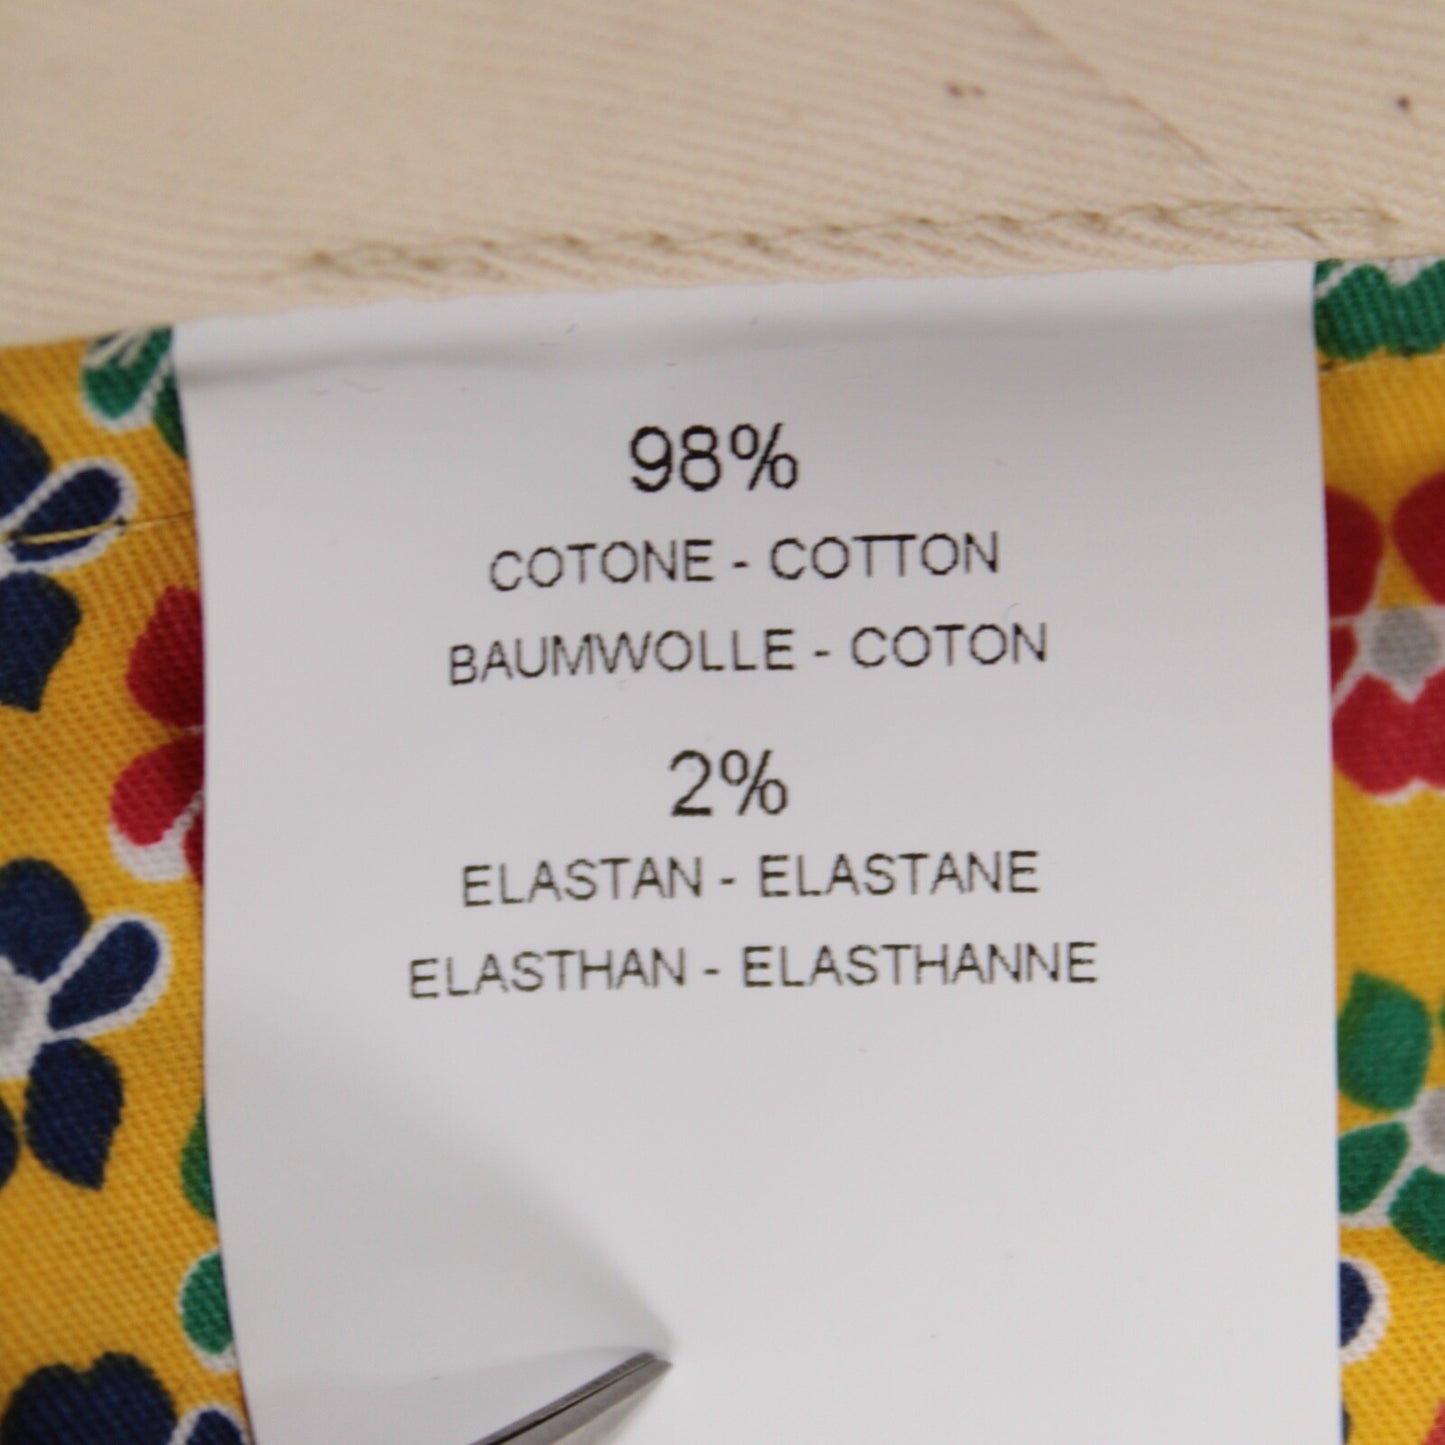 98%
COTONE - COTTON
BAUMWOLLE - COTON
2%
ELASTAN - ELASTANE
ELASTHAN - ELASTHANNE